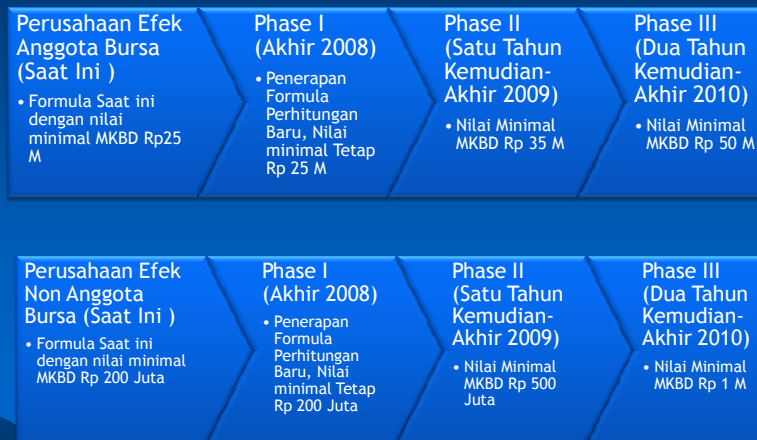 Perusahaan Efek
Anggota Bursa
(Saat Ini )
• Formula Saat ini
dengan nilai
minimal MKBD Rp25
M
Phase I
(Akhir 2008)
• Penerapan
Formula
Perhitungan
Baru, Nilai
minimal Tetap
Rp 25 M
Phase II
(Satu Tahun
Kemudian-
Akhir 2009)
• Nilai Minimal
MKBD Rp 35 M
Phase III
(Dua Tahun
Kemudian-
Akhir 2010)
• Nilai Minimal
MKBD Rp 50 M
Perusahaan Efek
Non Anggota
Bursa (Saat Ini )
• Formula Saat ini
dengan nilai minimal
MKBD Rp 200 Juta
Phase I
(Akhir 2008)
• Penerapan
Formula
Perhitungan
Baru, Nilai
minimal Tetap
Rp 200 Juta
Phase II
(Satu Tahun
Kemudian-
Akhir 2009)
• Nilai Minimal
MKBD Rp 500
Juta
Phase III
(Dua Tahun
Kemudian-
Akhir 2010)
• Nilai Minimal
MKBD Rp 1 M